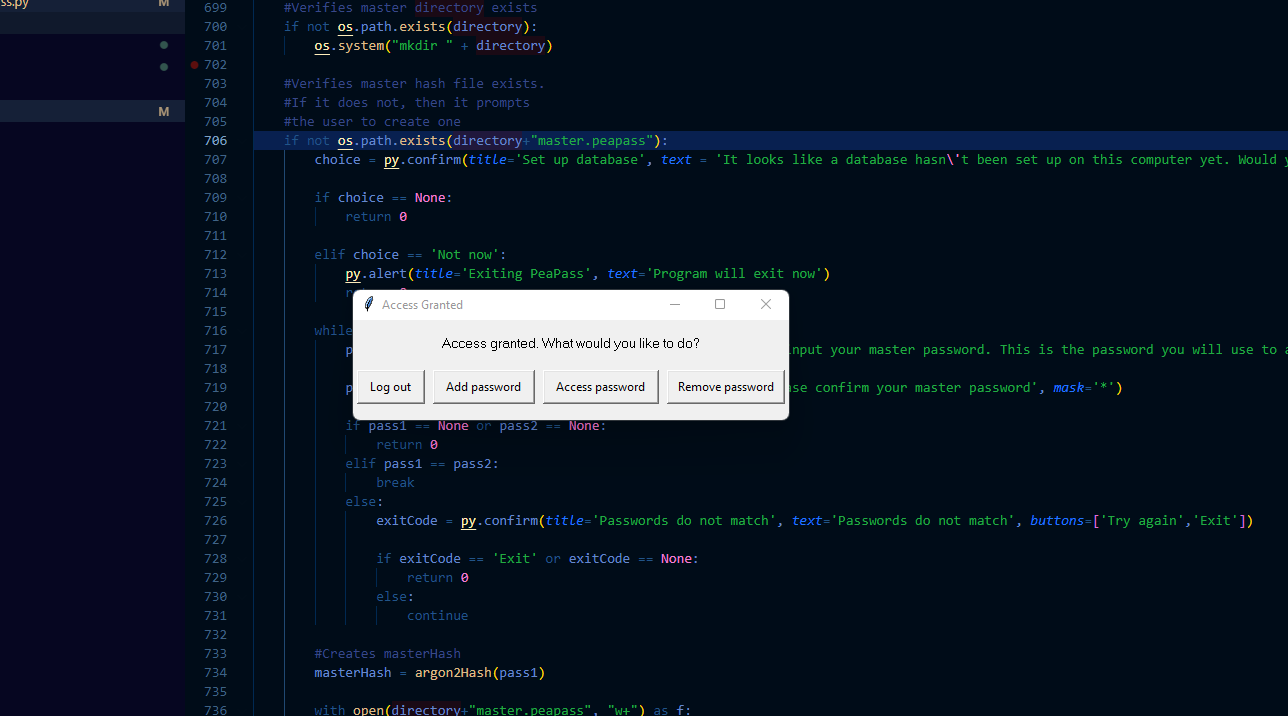 ss.py M
M
699 #Verifies master directory exists
700 if not os.path.exists(directory):
701 os.system("mkdir " + directory)
702
703 #Verifies master hash file exists.
704 #If it does not, then it prompts
705 #the user to create one
706 if not os.path.exists(directory+"master.peapass"):
707 choice = py.confirm(title='Set up database', text = 'It looks like a database hasn\'t been set up on this computer yet. Would y
708
709 if choice == None:
710 return 0
711
712 elif choice == 'Not now':
713 py.alert(title='Exiting PeaPass', text='Program will exit now')
714
715
716 while
717 p input your master password. This is the password you will use to a
718
719 p se confirm your master password', mask='*')
720
Access Granted
Access granted. What would you like to do?
Log out Add password Access password Remove password
721 if pass1 == None or pass2 == None:
722 return 0
723 elif pass1 == pass2:
724 break
725 else:
726 exitCode = py.confirm(title='Passwords do not match', text='Passwords do not match', buttons=['Try again','Exit'])
727
728 if exitCode == 'Exit' or exitCode == None:
729 return 0
730 else:
731 continue
732
733 #Creates masterHash
734 masterHash = argon2Hash(pass1)
735
736 with open(directory+"master.peapass", "w+") as f: